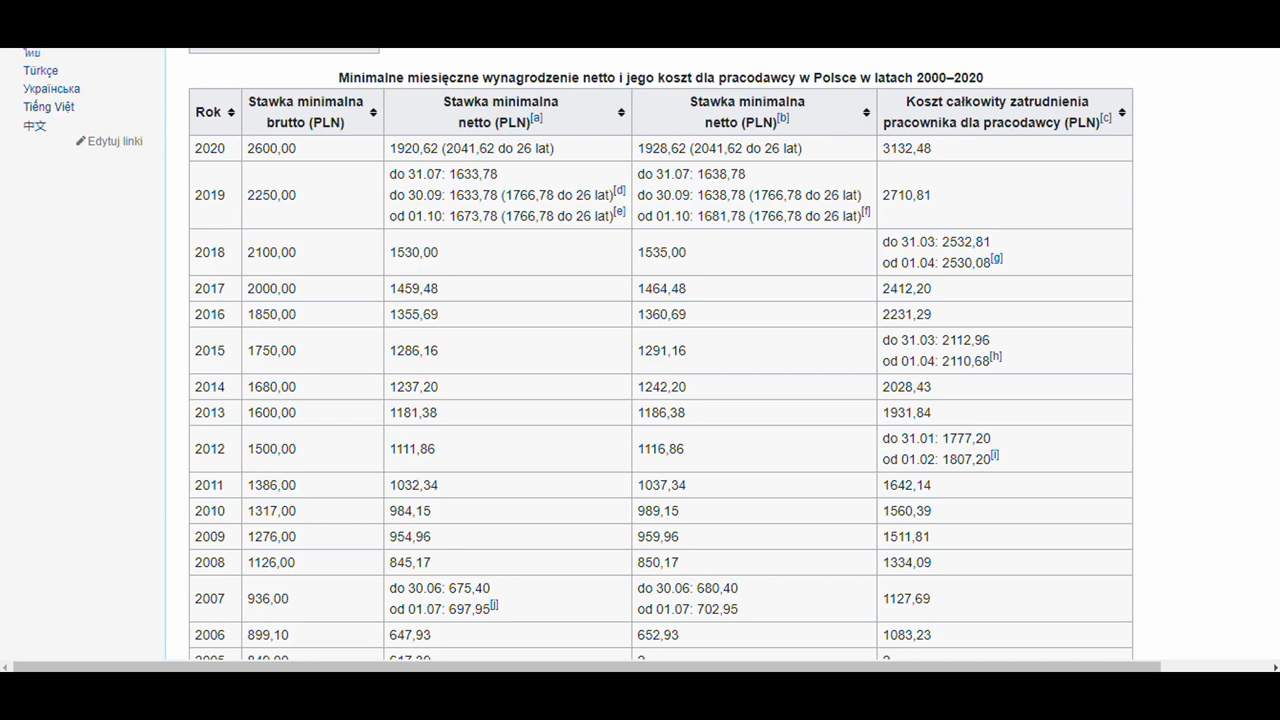 ไทย
Türkçe
Українська
Tiếng Việt
中文
Edytuj linki
Minimalne miesięczne wynagrodzenie netto i jego koszt dla pracodawcy w Polsce w latach 2000–2020
Rok Stawka minimalna brutto (PLN) Stawka minimalna netto (PLN)[a] Stawka minimalna netto (PLN)[b] Koszt całkowity zatrudnienia pracownika dla pracodawcy (PLN)[c]
2020 2600,00 1920,62 (2041,62 do 26 lat) 1928,62 (2041,62 do 26 lat) 3132,48
2019 2250,00 do 31.07: 1633,78 do 30.09: 1633,78 (1766,78 do 26 lat)[d] od 01.10: 1673,78 (1766,78 do 26 lat)[e] do 31.07: 1638,78 do 30.09: 1638,78 (1766,78 do 26 lat) od 01.10: 1681,78 (1766,78 do 26 lat)[f] 2710,81
2018 2100,00 1530,00 1535,00 do 31.03: 2532,81 od 01.04: 2530,08[g]
2017 2000,00 1459,48 1464,48 2412,20
2016 1850,00 1355,69 1360,69 2231,29
2015 1750,00 1286,16 1291,16 do 31.03: 2112,96 od 01.04: 2110,68[h]
2014 1680,00 1237,20 1242,20 2028,43
2013 1600,00 1181,38 1186,38 1931,84
2012 1500,00 1111,86 1116,86 do 31.01: 1777,20 od 01.02: 1807,20[i]
2011 1386,00 1032,34 1037,34 1642,14
2010 1317,00 984,15 989,15 1560,39
2009 1276,00 954,96 959,96 1511,81
2008 1126,00 845,17 850,17 1334,09
2007 936,00 do 30.06: 675,40 od 01.07: 697,95[j] do 30.06: 680,40 od 01.07: 702,95 1127,69
2006 899,10 647,93 652,93 1083,23